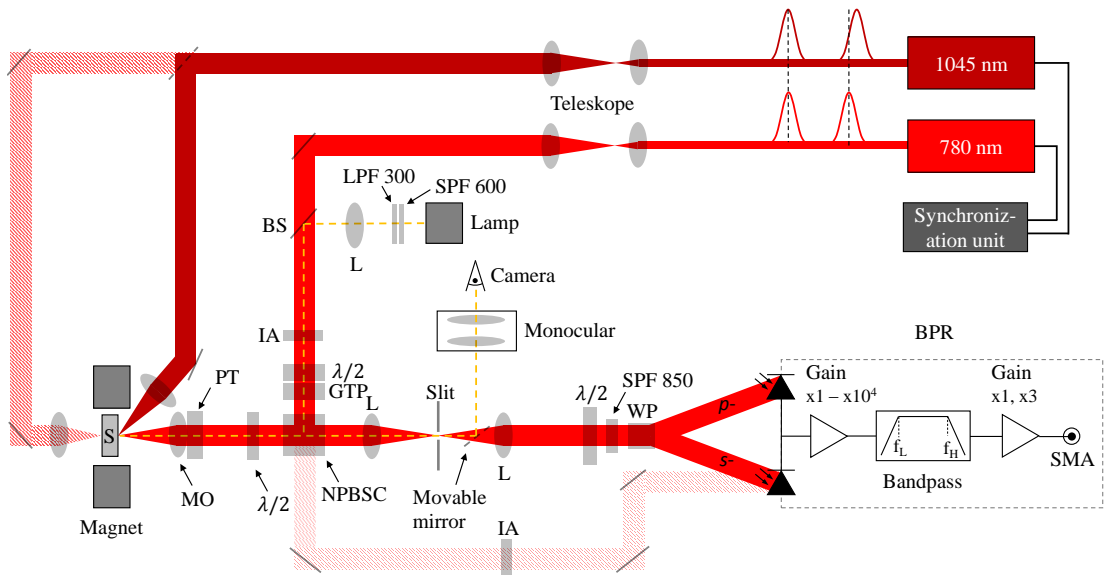 1045 nm
Teleskope
780 nm
LPF 300
SPF 600
BS
Lamp
Synchroniz-
ation unit
L
Camera
IA
Monocular
BPR
λ/2
GTP
PT
L
Slit
λ/2
SPF 850
WP
p-
Gain
x1 – x10⁴
Gain
x1, x3
S
f_L
f_H
SMA
s-
Bandpass
MO
λ/2
NPBSC
Movable
mirror
L
Magnet
IA